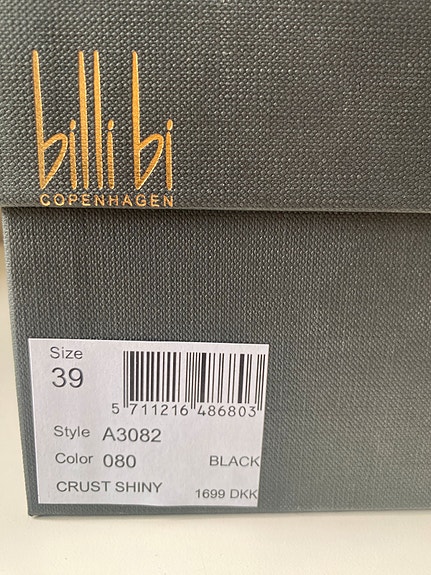 billi bi
COPENHAGEN
Size
39
5 711216 486803
Style A3082
Color 080 BLACK
CRUST SHINY 1699 DKK